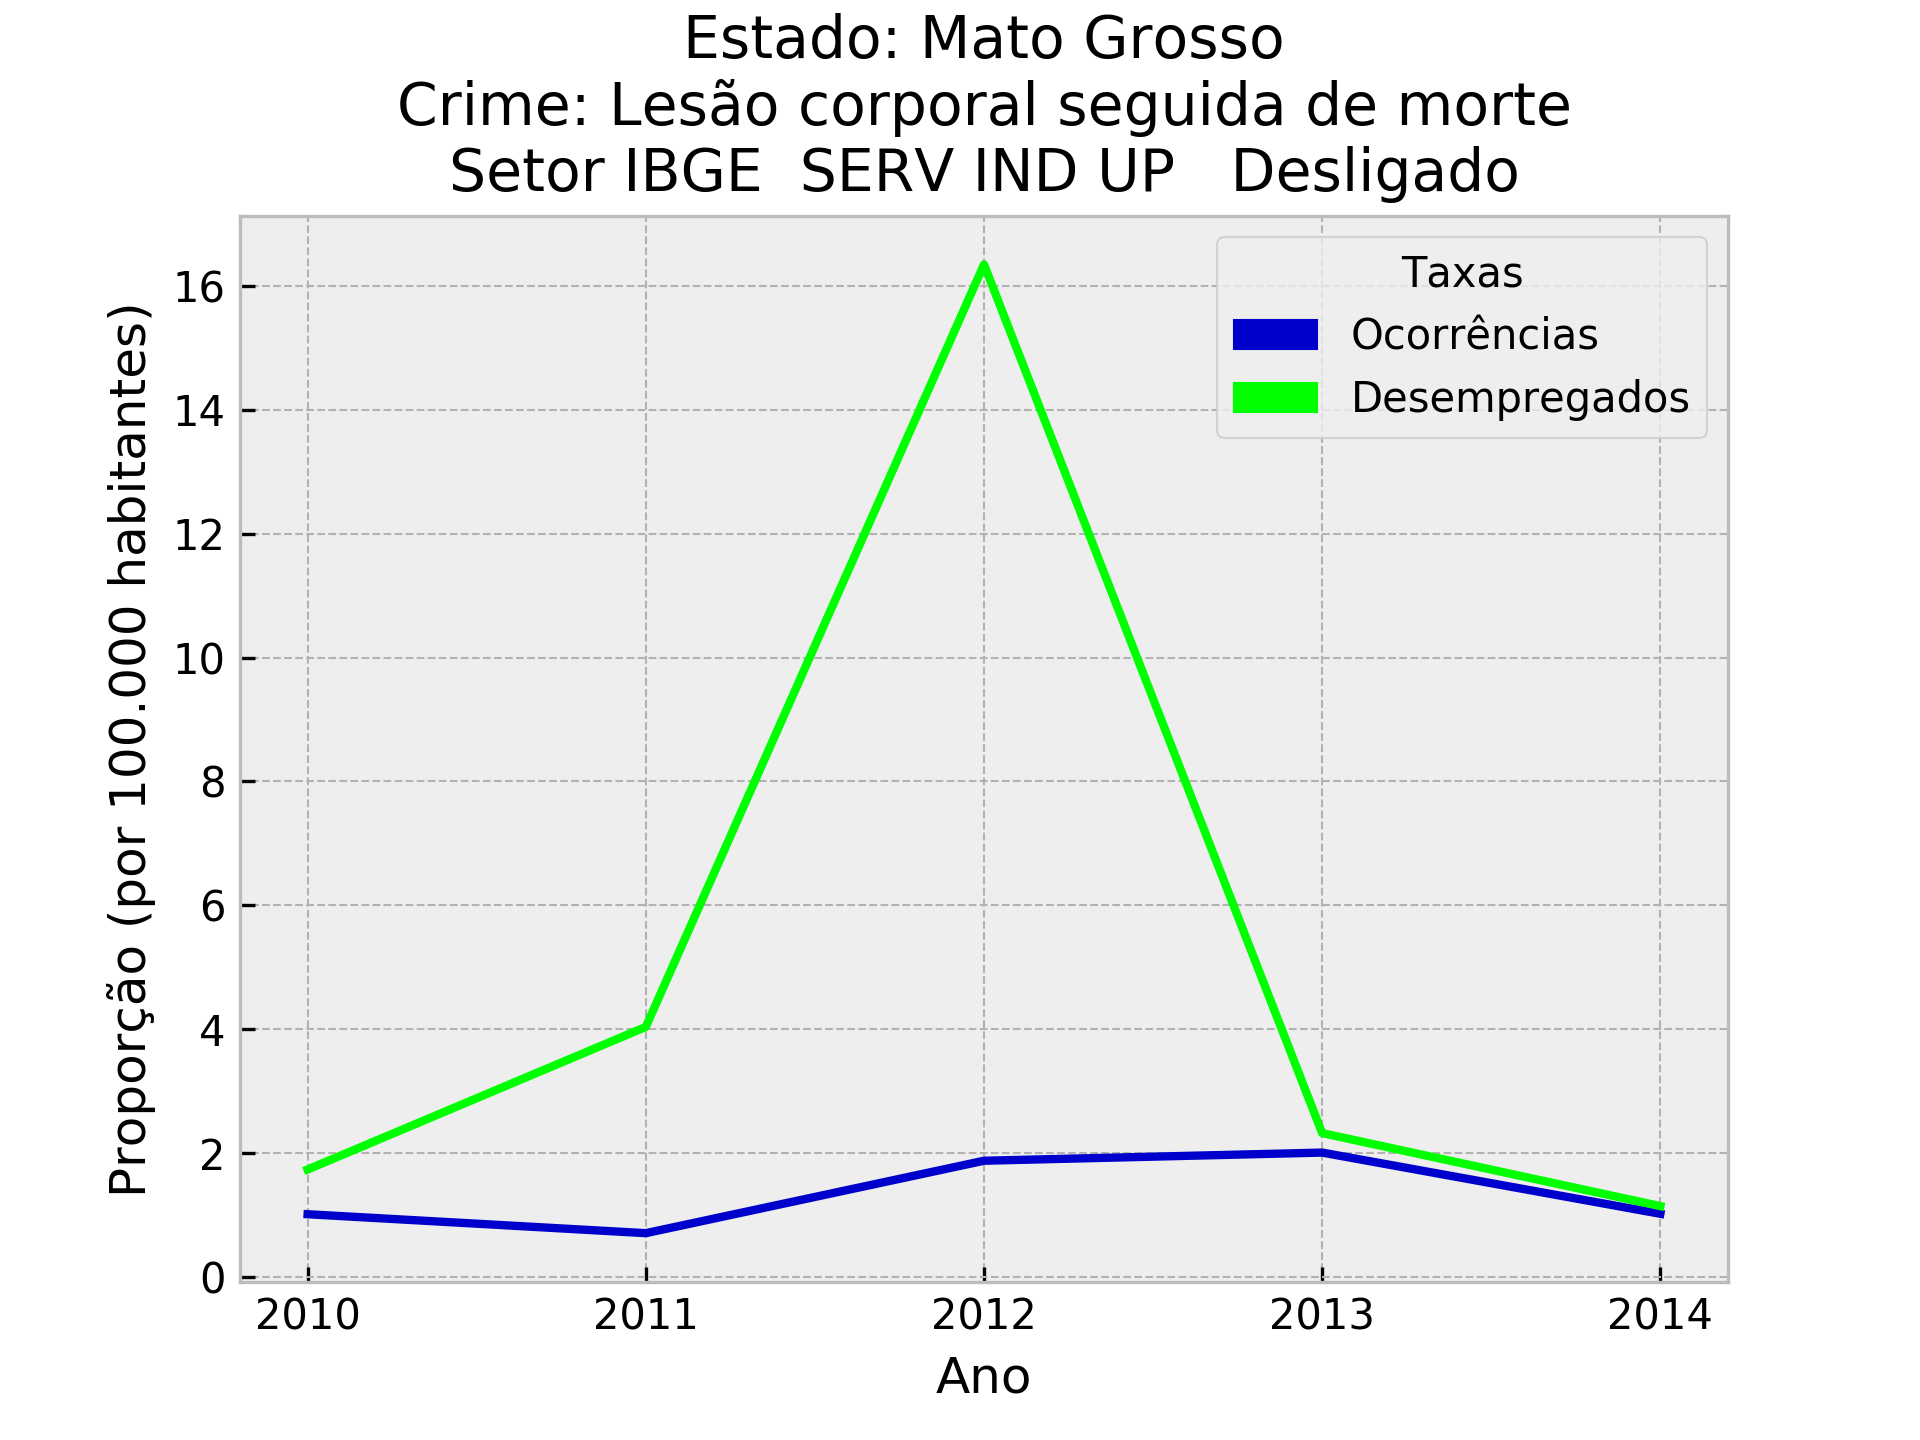 Estado: Mato Grosso
Crime: Lesão corporal seguida de morte
Setor IBGE  SERV IND UP   Desligado
Taxas
Ocorrências
Desempregados
Proporção (por 100.000 habitantes)
16
14
12
10
8
6
4
2
0
2010
2011
2012
2013
2014
Ano